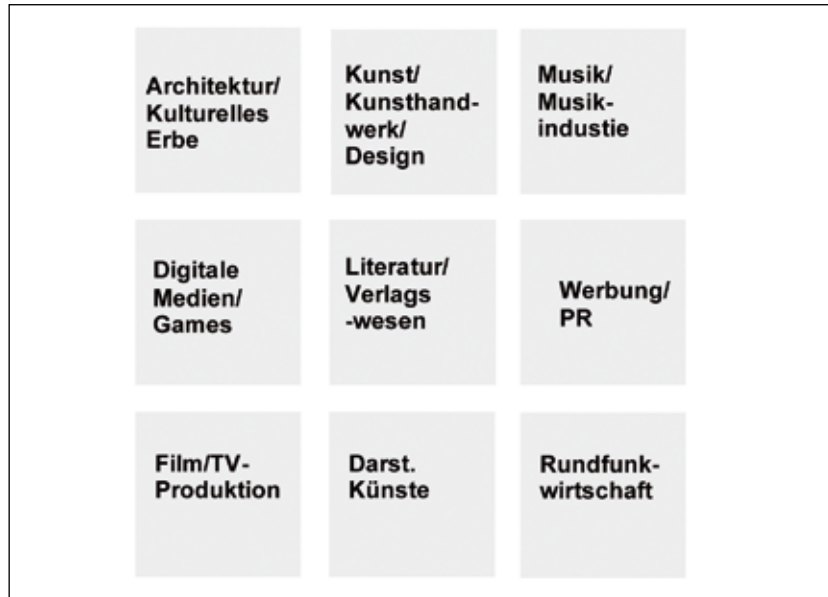 Architektur/
Kulturelles
Erbe
Kunst/
Kunsthand-
werk/
Design
Musik/
Musik-
industie
Digitale
Medien/
Games
Literatur/
Verlags
-wesen
Werbung/
PR
Film/TV-
Produktion
Darst.
Künste
Rundfunk-
wirtschaft